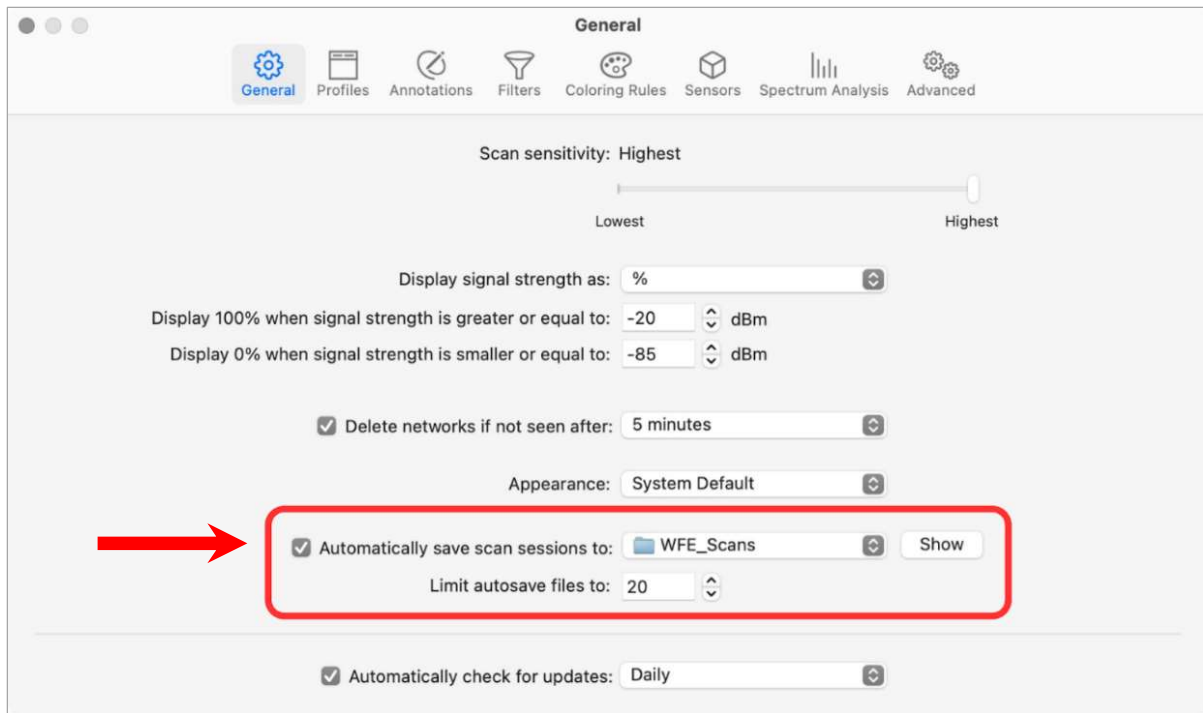 General
General Profiles Annotations Filters Coloring Rules Sensors Spectrum Analysis Advanced
Scan sensitivity: Highest
Lowest Highest
Display signal strength as: %
Display 100% when signal strength is greater or equal to: -20 dBm
Display 0% when signal strength is smaller or equal to: -85 dBm
Delete networks if not seen after: 5 minutes
Appearance: System Default
Automatically save scan sessions to: WFE_Scans Show
Limit autosave files to: 20
Automatically check for updates: Daily